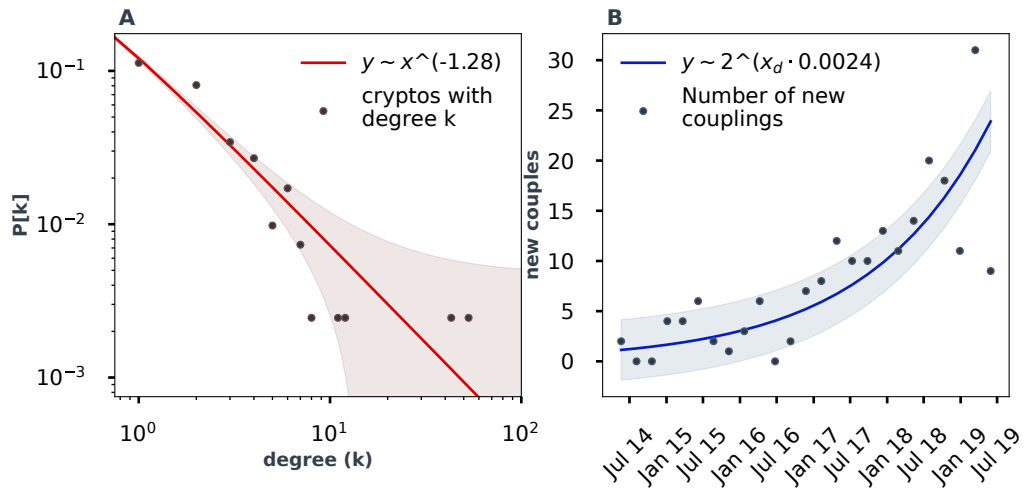 A
P[k]
10^−1
10^−2
10^−3
y ~ x^(-1.28)
cryptos with
degree k
10^0
10^1
10^2
degree (k)
B
new couples
30
25
20
15
10
5
0
y ~ 2^(x_d · 0.0024)
Number of new
couplings
Jul 14
Jan 15
Jul 15
Jan 16
Jul 16
Jan 17
Jul 17
Jan 18
Jul 18
Jan 19
Jul 19